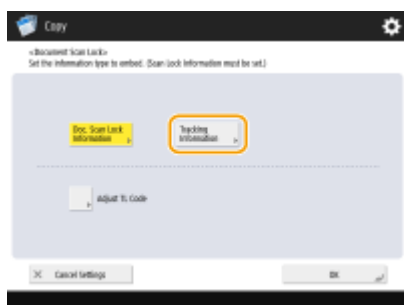 Copy
<Document Scan Lock>
Set the information type to embed. (Scan Lock Information must be set.)
Doc. Scan Lock
Information
Tracking
Information
Adjust TL Code
Cancel Settings
OK